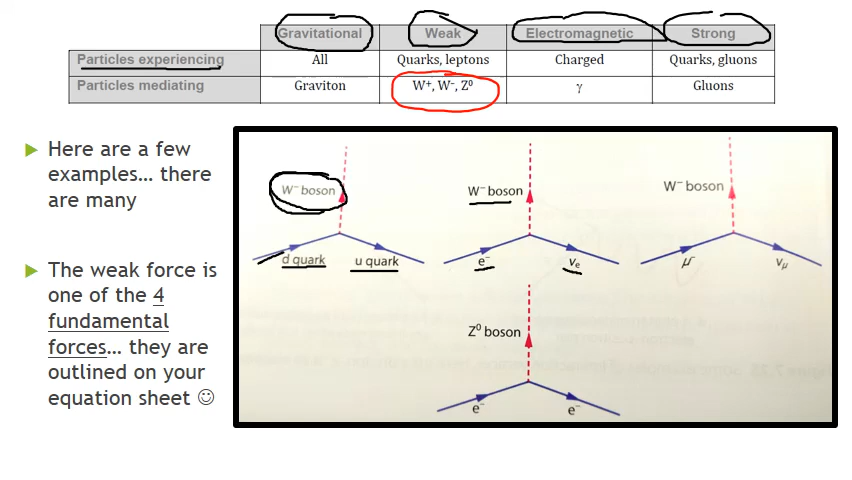 Gravitational Weak Electromagnetic Strong
Particles experiencing All Quarks, leptons Charged Quarks, gluons
Particles mediating Graviton W⁺, W⁻, Z⁰ γ Gluons
Here are a few
examples... there
are many
The weak force is
one of the 4
fundamental
forces... they are
outlined on your
equation sheet ☺
W⁻ boson
d quark u quark
W⁻ boson
e⁻ νₑ
W⁻ boson
μ⁻ νμ
Z⁰ boson
e⁻ e⁻